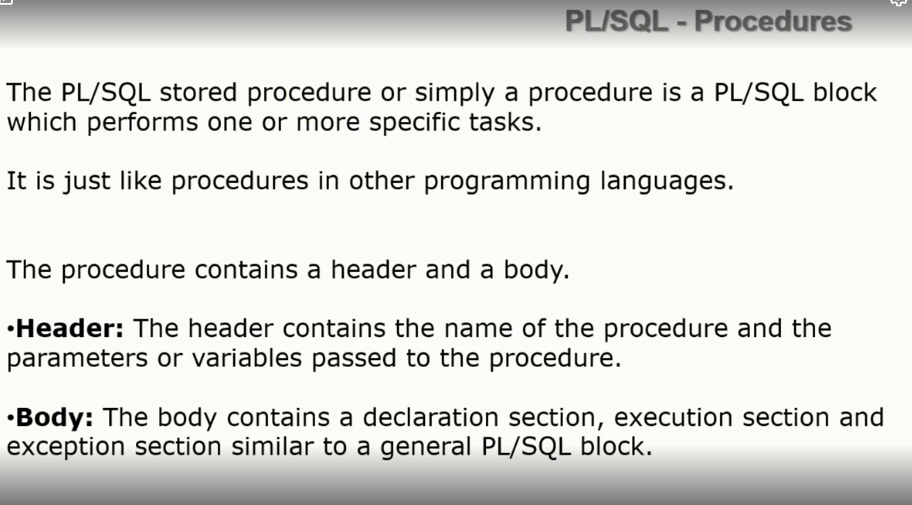 PL/SQL - Procedures
The PL/SQL stored procedure or simply a procedure is a PL/SQL block
which performs one or more specific tasks.
It is just like procedures in other programming languages.
The procedure contains a header and a body.
•Header: The header contains the name of the procedure and the
parameters or variables passed to the procedure.
•Body: The body contains a declaration section, execution section and
exception section similar to a general PL/SQL block.